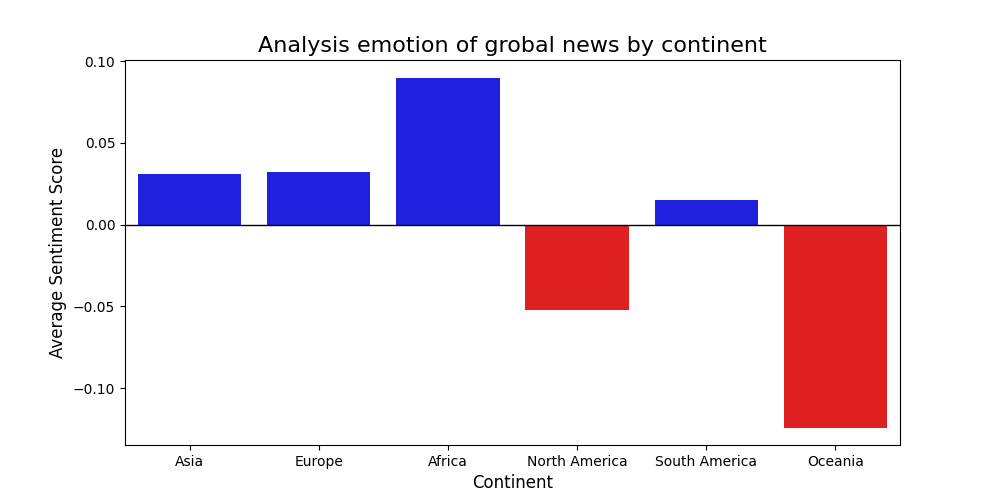 Analysis emotion of grobal news by continent
0.10
0.05
0.00
−0.05
−0.10
Average Sentiment Score
Asia
Europe
Africa
North America
South America
Oceania
Continent